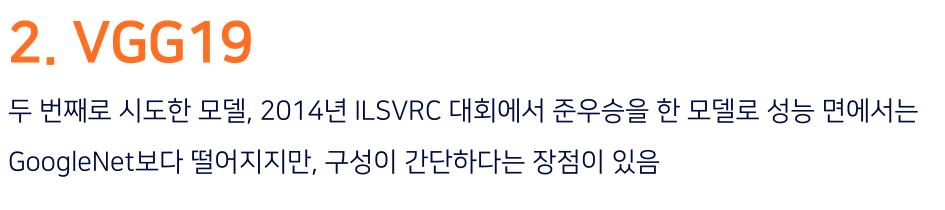 2. VGG19
두 번째로 시도한 모델, 2014년 ILSVRC 대회에서 준우승을 한 모델로 성능 면에서는
GoogleNet보다 떨어지지만, 구성이 간단하다는 장점이 있음